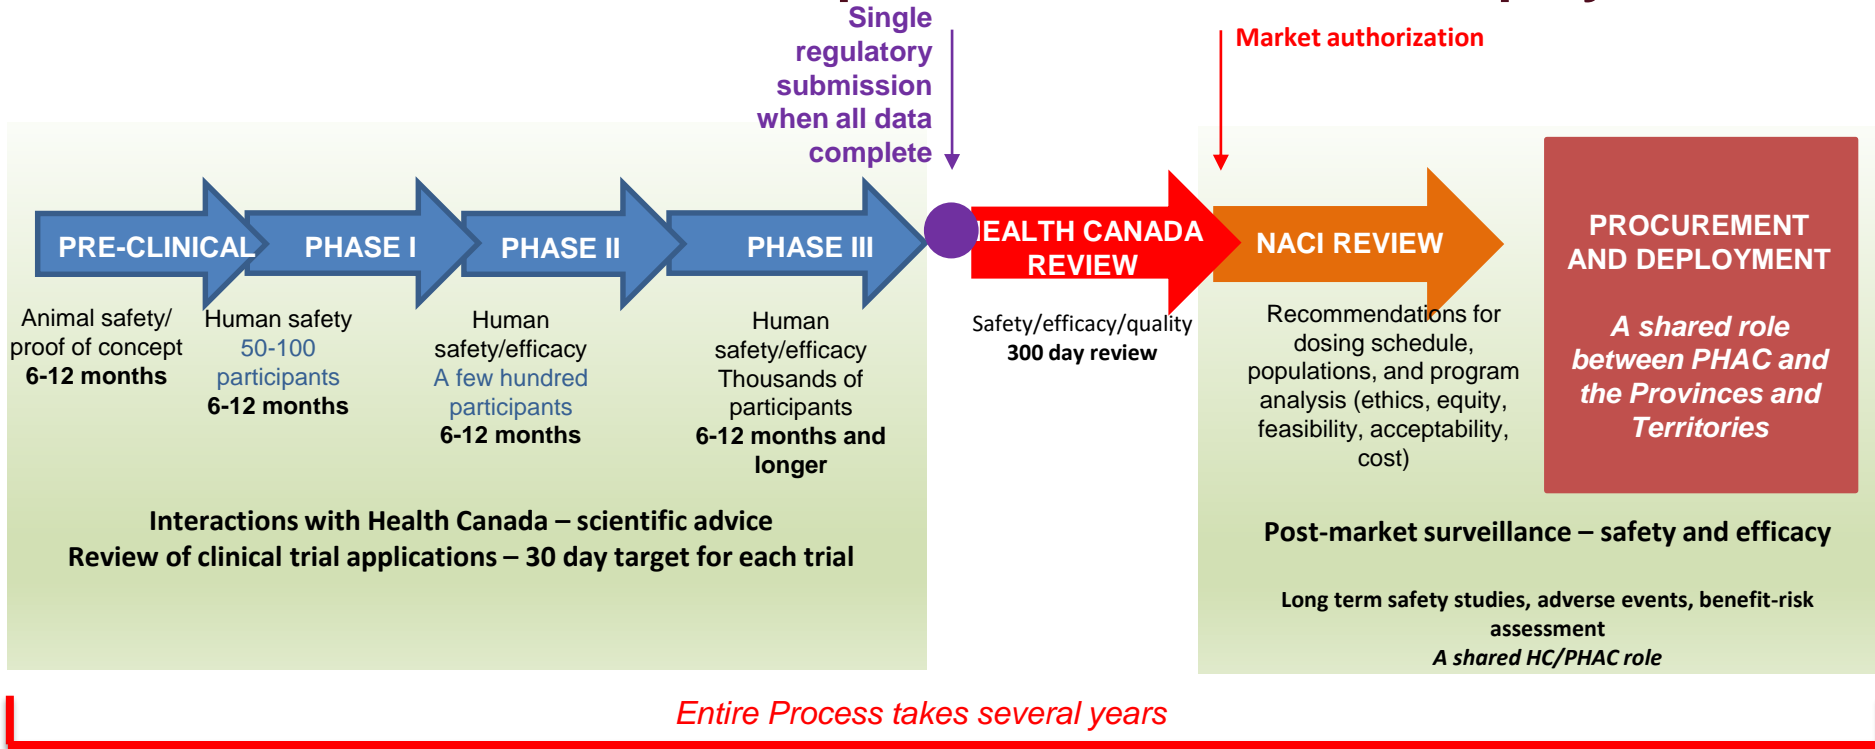 Single
regulatory
submission
when all data
complete
Market authorization
PRE-CLINICAL
PHASE I
PHASE II
PHASE III
EALTH CANADA
REVIEW
NACI REVIEW
PROCUREMENT
AND DEPLOYMENT
A shared role
between PHAC and
the Provinces and
Territories
Animal safety/
proof of concept
6-12 months
Human safety
50-100
participants
6-12 months
Human
safety/efficacy
A few hundred
participants
6-12 months
Human
safety/efficacy
Thousands of
participants
6-12 months and
longer
Safety/efficacy/quality
300 day review
Recommendations for
dosing schedule,
populations, and program
analysis (ethics, equity,
feasibility, acceptability,
cost)
Interactions with Health Canada – scientific advice
Review of clinical trial applications – 30 day target for each trial
Post-market surveillance – safety and efficacy
Long term safety studies, adverse events, benefit-risk
assessment
A shared HC/PHAC role
Entire Process takes several years